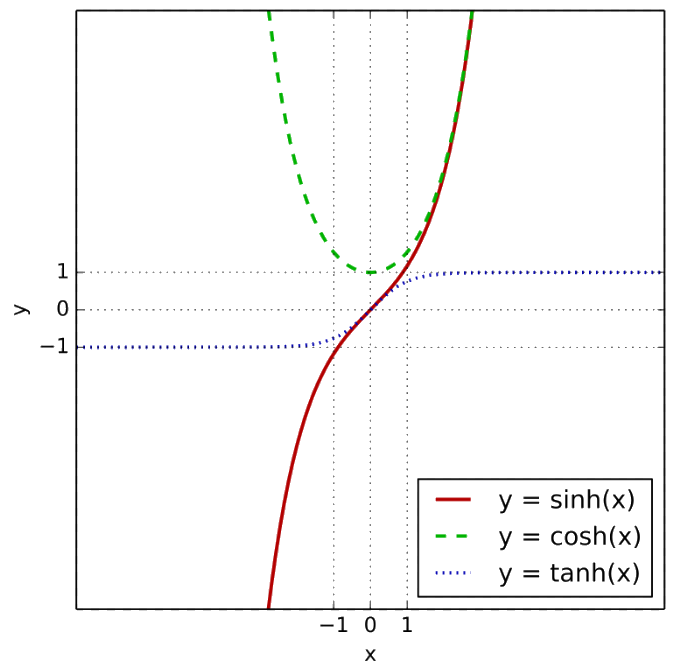 1
0
−1
y
y = sinh(x)
y = cosh(x)
y = tanh(x)
−1 0 1
x